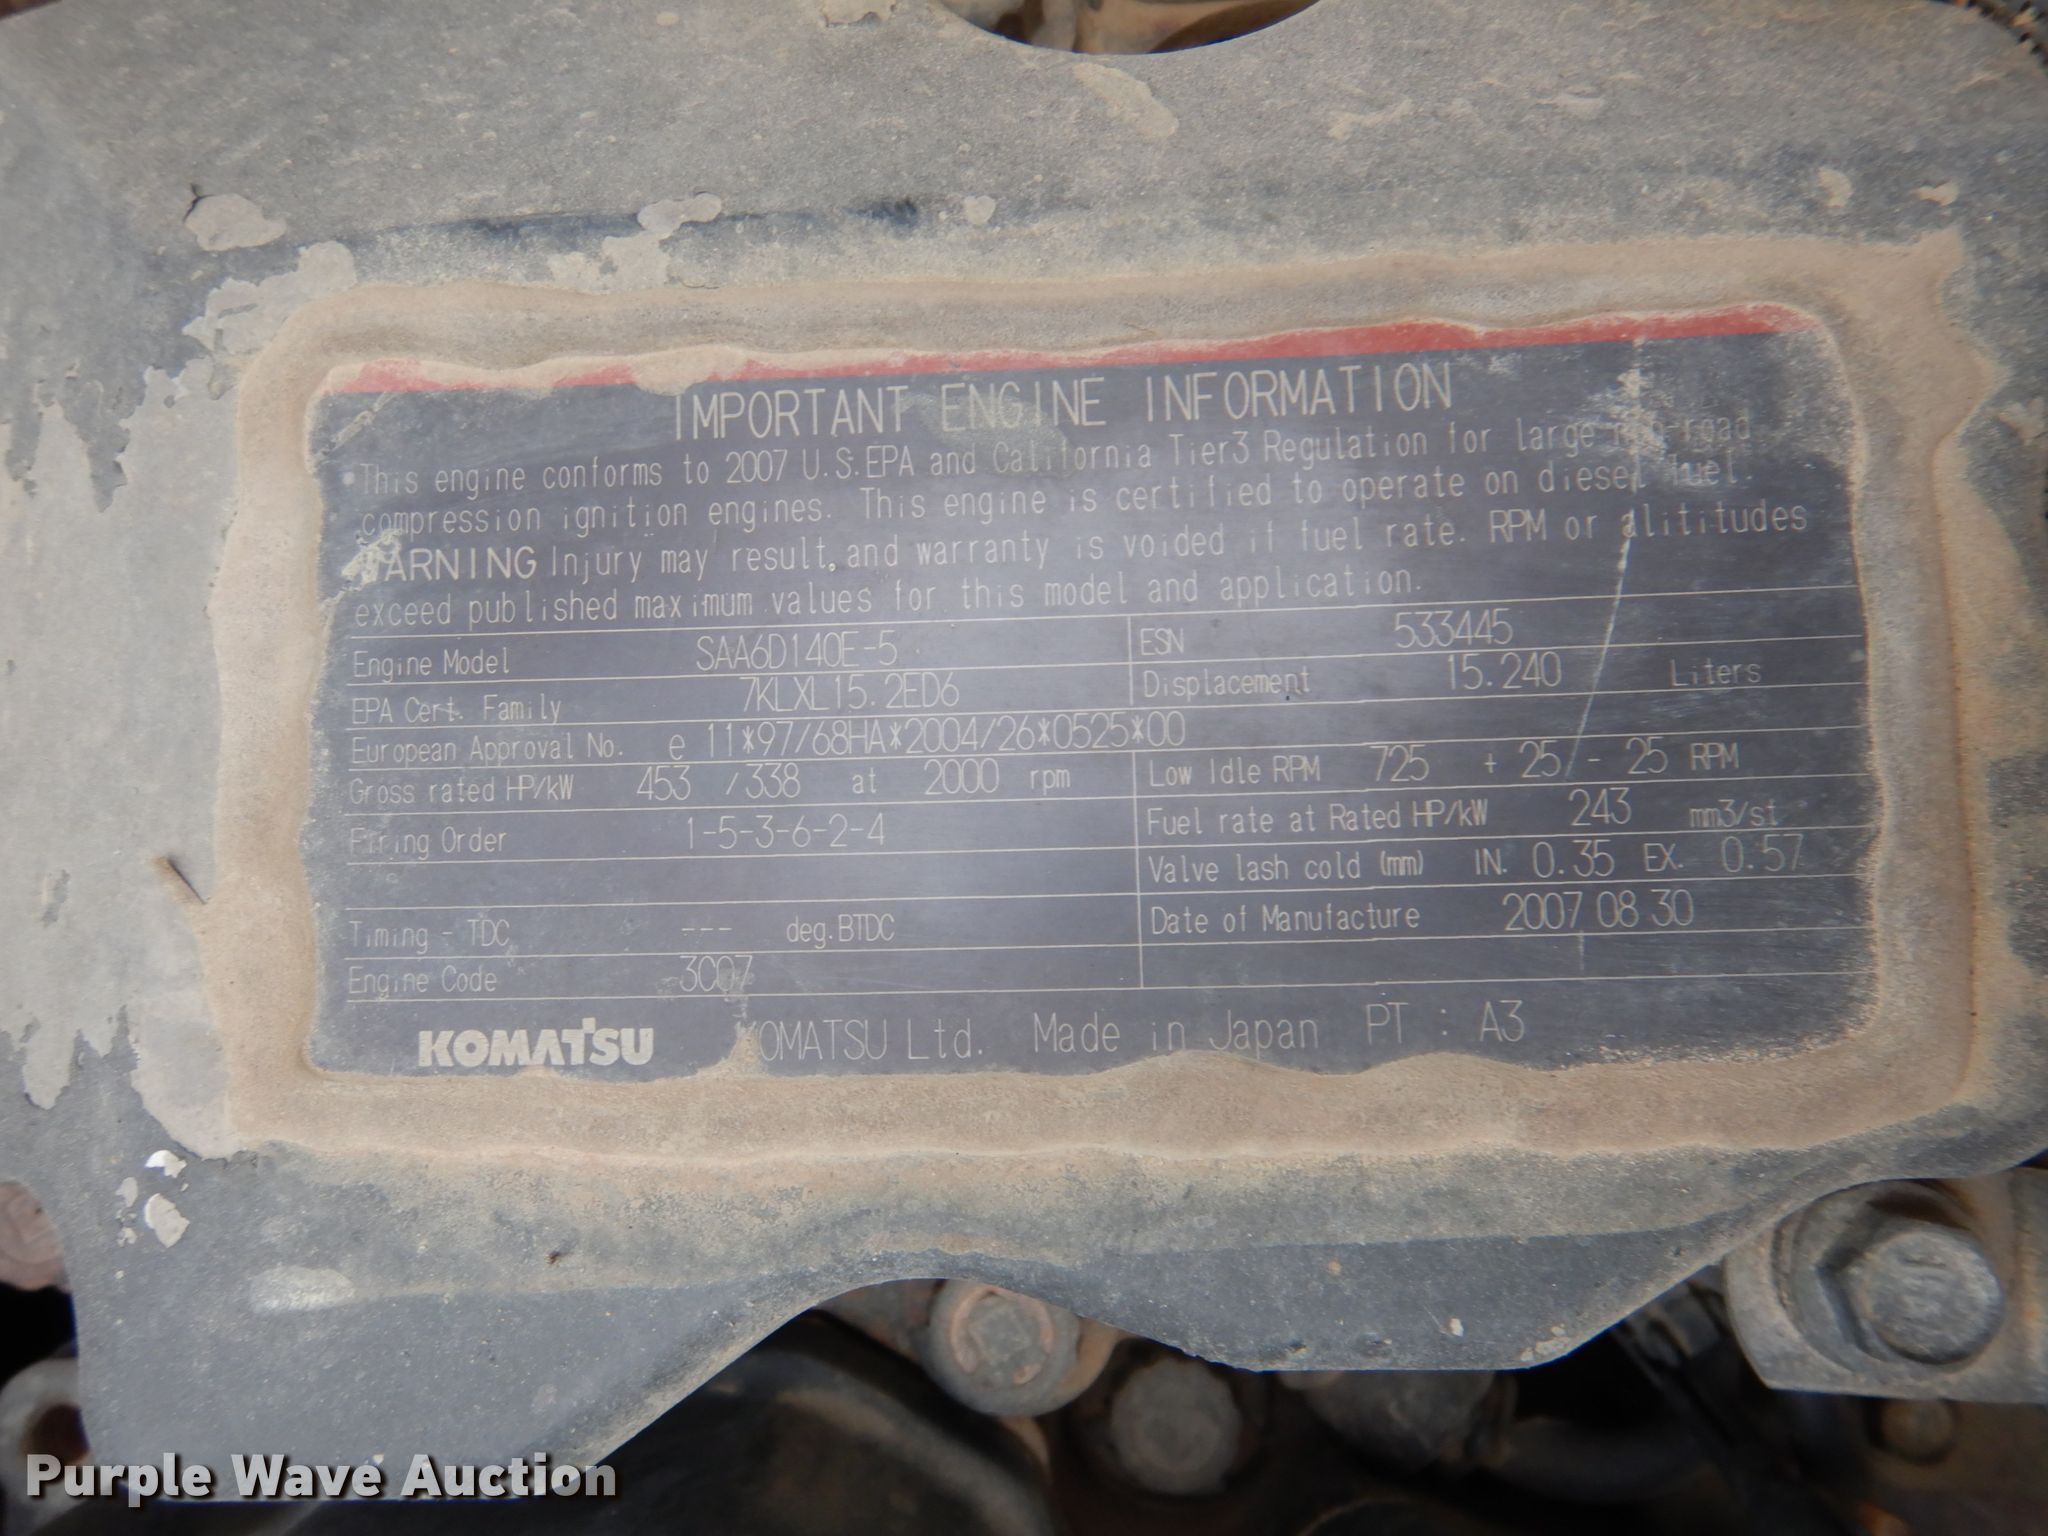 IMPORTANT ENGINE INFORMATION
This engine conforms to 2007 U.S.EPA and California Tier3 Regulation for large non-road
compression ignition engines. This engine is certified to operate on diesel fuel.
WARNING Injury may result, and warranty is voided if fuel rate. RPM or alititudes
exceed published maximum values for this model and application.
Engine Model SAA6D140E-5 ESN 533445
EPA Cert. Family 7KLXL15.2ED6 Displacement 15.240 Liters
European Approval No. e 11*97/68HA*2004/26*0525*00
Gross rated HP/kW 453 /338 at 2000 rpm Low Idle RPM 725 + 25 - 25 RPM
Firing Order 1-5-3-6-2-4 Fuel rate at Rated HP/kW 243 mm3/st
Valve lash cold (mm) IN. 0.35 EX. 0.57
Timing - TDC --- deg.BTDC Date of Manufacture 2007 08 30
Engine Code 3C07
KOMATSU KOMATSU Ltd. Made in Japan PT : A3
Purple Wave Auction